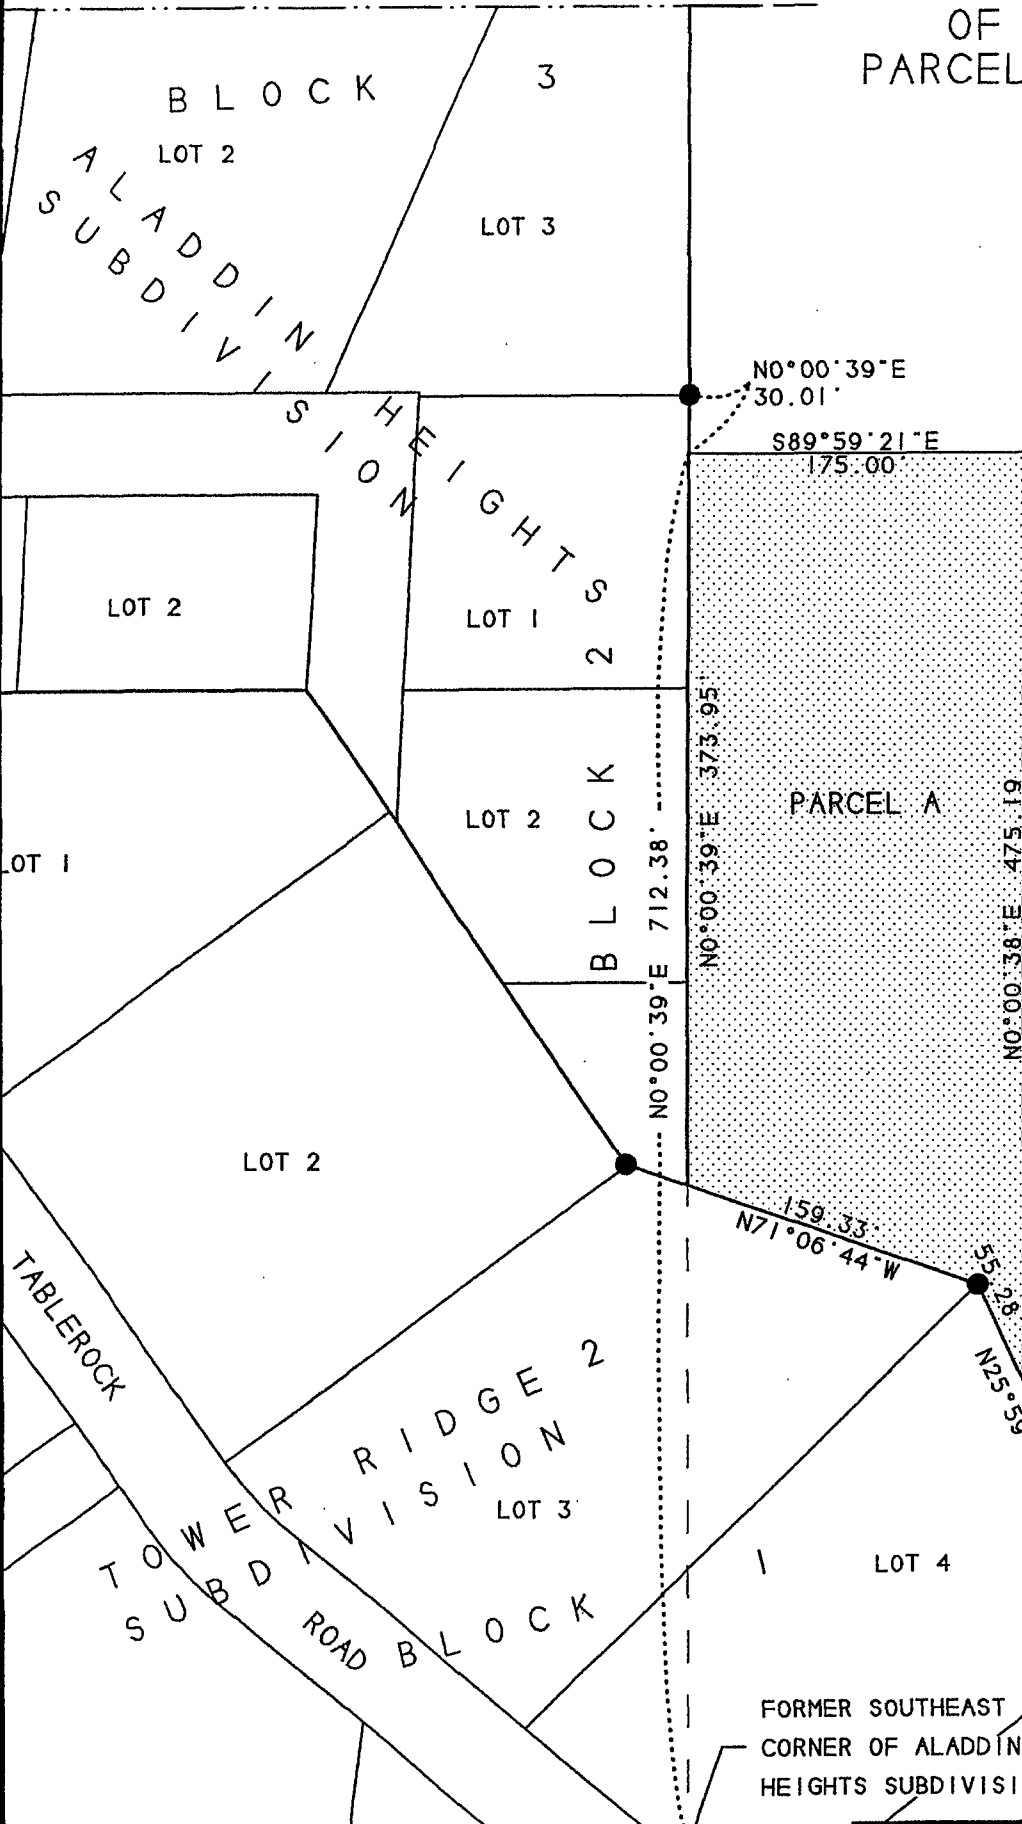 OF
PARCEL
BLOCK 3
LOT 2
ALADDIN HEIGHTS 2
SUBDIVISION
LOT 3
N0°00'39"E
30.01'
S89°59'21"E
175.00'
LOT 2
LOT 1
LOT 2
BLOCK
N0°00'39"E 712.38'
N0°00'39"E 373.95'
PARCEL A
N0°00'38"E 475.19
LOT 1
LOT 2
159.33'
N71°06'44"W
55.28
N25°59
TABLEROCK
ROAD
TOWER RIDGE 2
SUBDIVISION
LOT 3
BLOCK 1
LOT 4
FORMER SOUTHEAST
CORNER OF ALADDIN
HEIGHTS SUBDIVISI